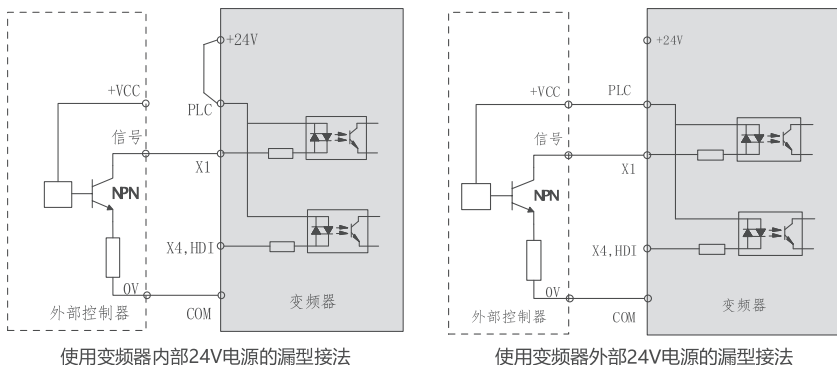 +24V
+VCC
PLC
信号
X1
NPN
X4,HDI
0V
外部控制器
COM
变频器
使用变频器内部24V电源的漏型接法
+24V
+VCC
PLC
信号
X1
NPN
X4,HDI
0V
外部控制器
COM
变频器
使用变频器外部24V电源的漏型接法